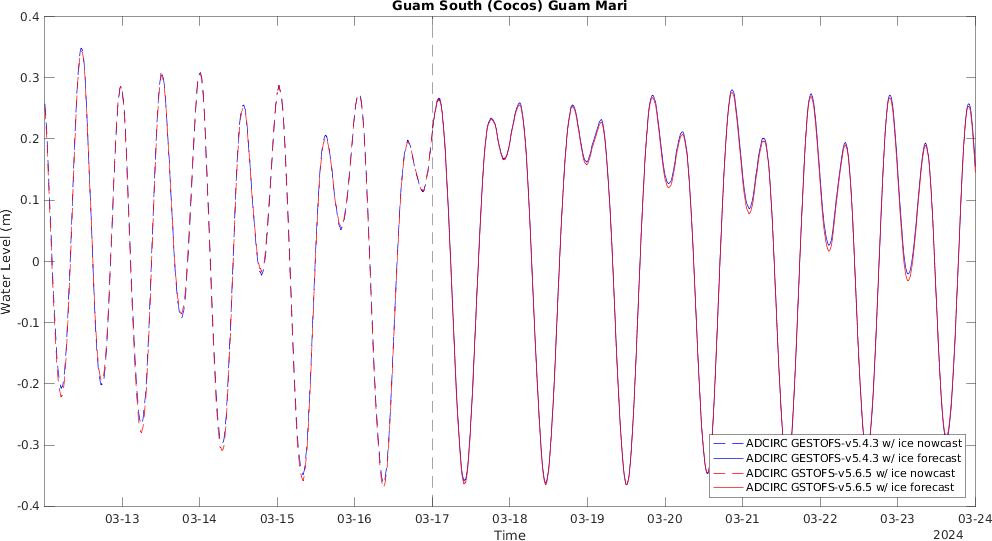 Guam South (Cocos) Guam Mari
0.4
0.3
0.2
0.1
0
-0.1
-0.2
-0.3
-0.4
Water Level (m)
ADCIRC GESTOFS-v5.4.3 w/ ice nowcast
ADCIRC GESTOFS-v5.4.3 w/ ice forecast
ADCIRC GSTOFS-v5.6.5 w/ ice nowcast
ADCIRC GSTOFS-v5.6.5 w/ ice forecast
03-13 03-14 03-15 03-16 03-17 03-18 03-19 03-20 03-21 03-22 03-23 03-24
Time
2024